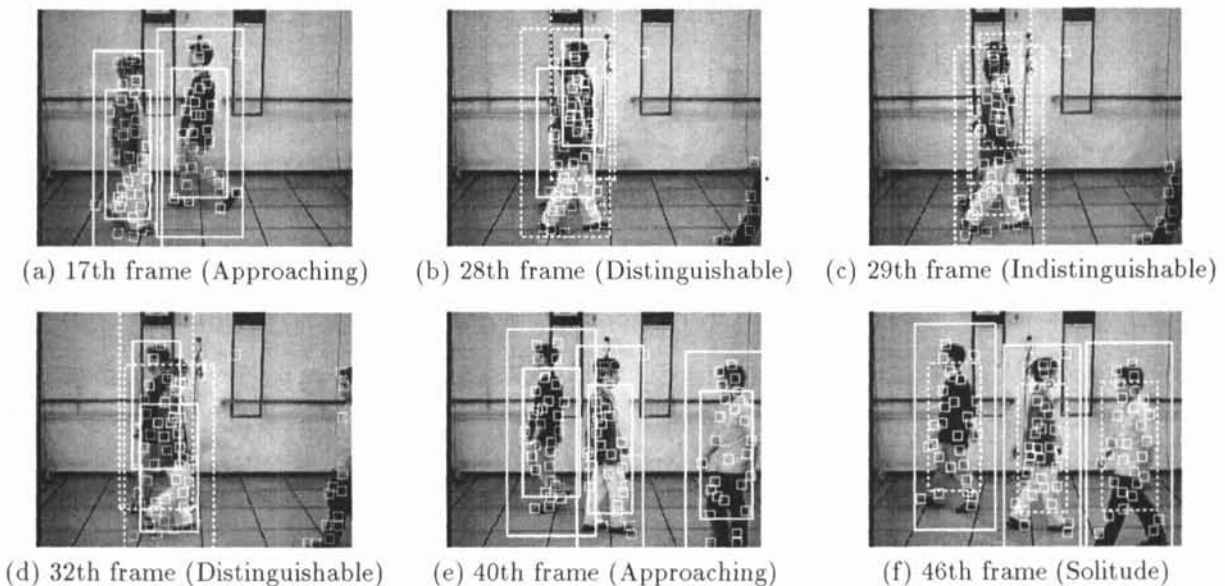 (a) 17th frame (Approaching)
(b) 28th frame (Distinguishable)
(c) 29th frame (Indistinguishable)
(d) 32th frame (Distinguishable)
(e) 40th frame (Approaching)
(f) 46th frame (Solitude)